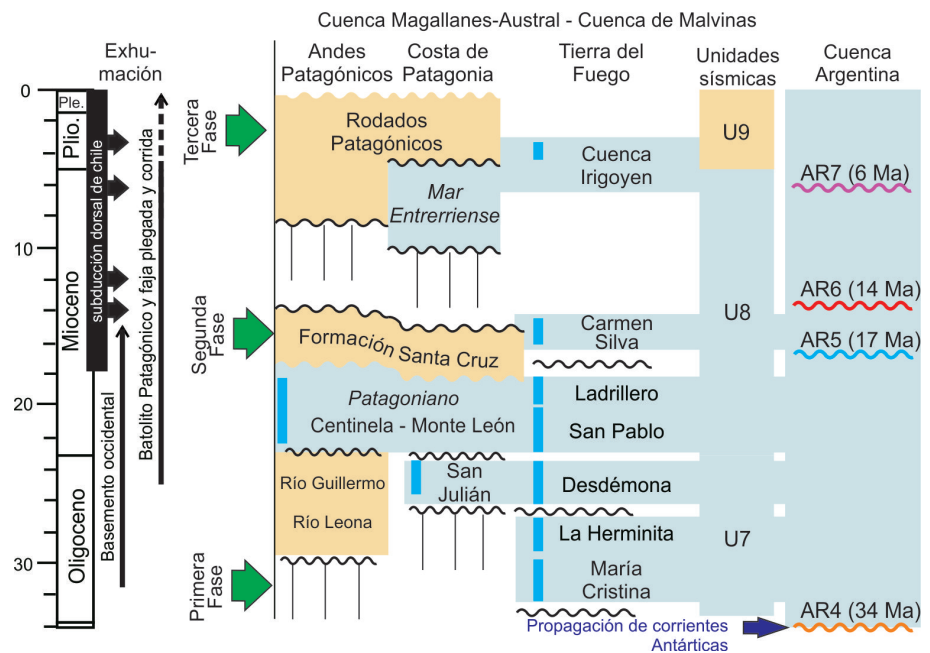 Cuenca Magallanes-Austral - Cuenca de Malvinas
Exhu-
mación
Andes
Patagónicos
Costa de
Patagonia
Tierra del
Fuego
Unidades
sísmicas
Cuenca
Argentina
0
10
20
30
Ple.
Plio.
Mioceno
Oligoceno
subducción dorsal de chile
Basemento occidental
Batolito Patagónico y faja plegada y corrida
Tercera
Fase
Segunda
Fase
Primera
Fase
Rodados
Patagónicos
Mar
Entrerriense
Cuenca
Irigoyen
U9
AR7 (6 Ma)
Formación Santa Cruz
Carmen
Silva
U8
AR6 (14 Ma)
AR5 (17 Ma)
Patagoniano
Centinela - Monte León
Ladrillero
San Pablo
Río Guillermo
Río Leona
San
Julián
Desdémona
La Herminita
María
Cristina
U7
AR4 (34 Ma)
Propagación de corrientes
Antárticas